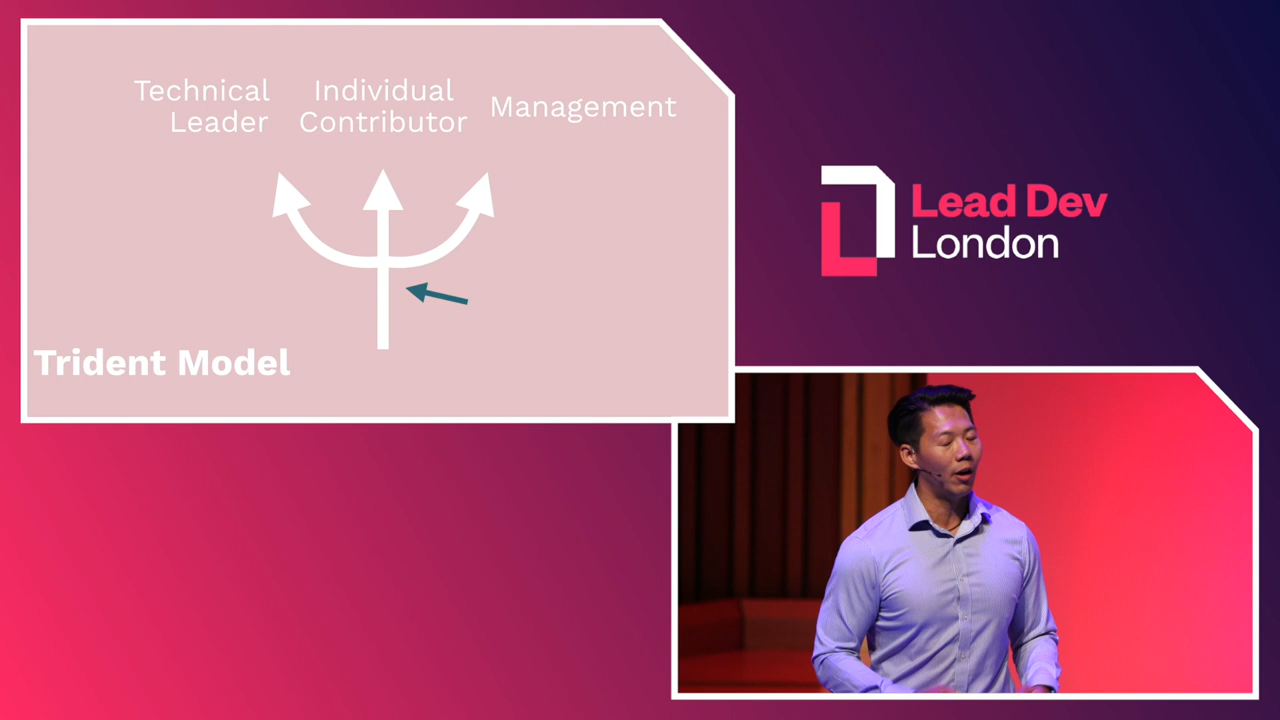 Technical
Leader
Individual
Contributor
Management
Trident Model
Lead Dev
London